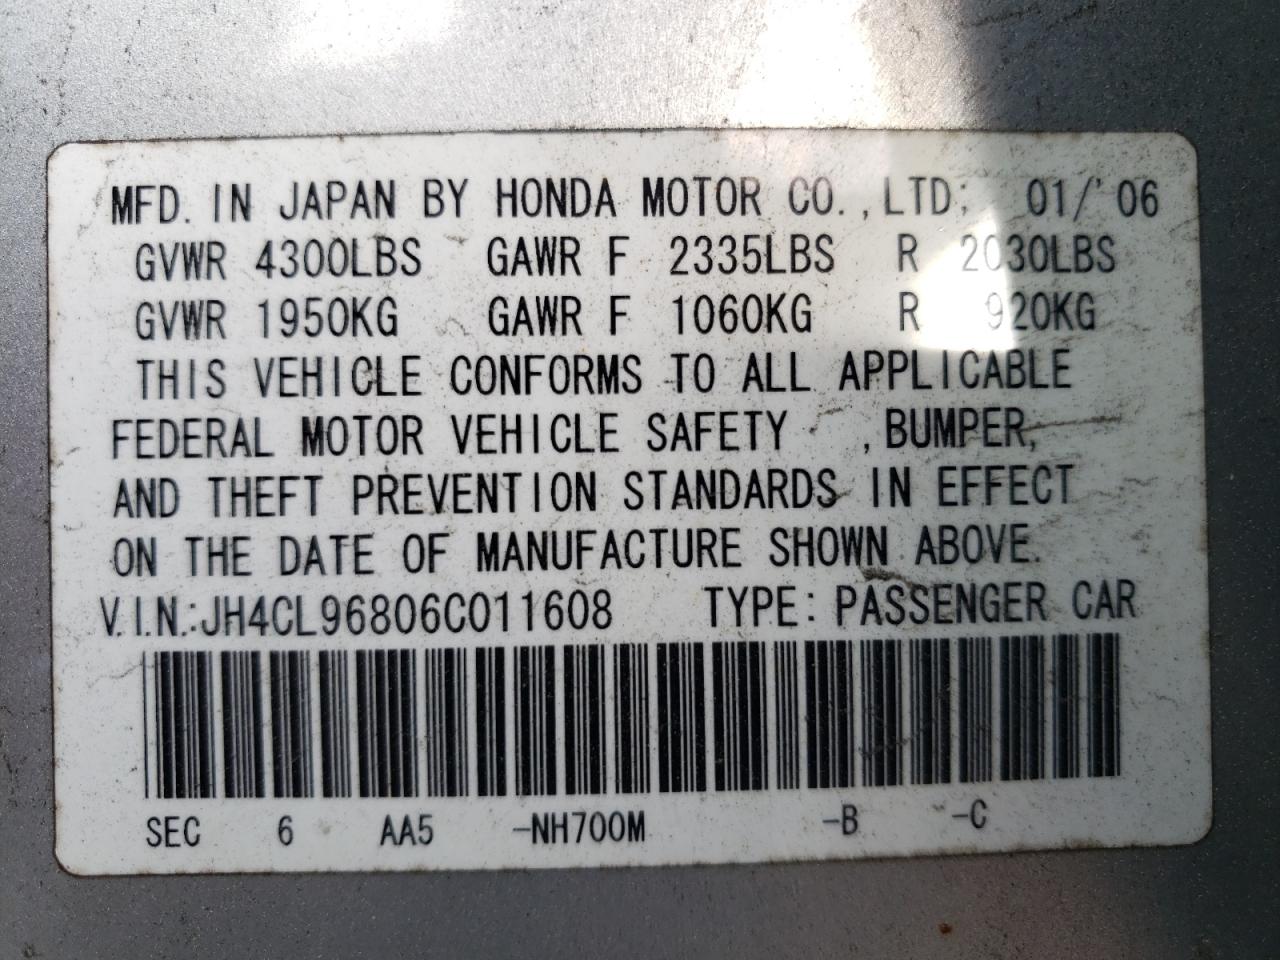 MFD. IN JAPAN BY HONDA MOTOR CO., LTD; 01/'06
GVWR 4300LBS GAWR F 2335LBS R 2030LBS
GVWR 1950KG GAWR F 1060KG R 920KG
THIS VEHICLE CONFORMS TO ALL APPLICABLE
FEDERAL MOTOR VEHICLE SAFETY , BUMPER,
AND THEFT PREVENTION STANDARDS IN EFFECT
ON THE DATE OF MANUFACTURE SHOWN ABOVE.
V.I.N.:JH4CL96806C011608 TYPE: PASSENGER CAR
SEC 6 AA5 -NH700M -B -C